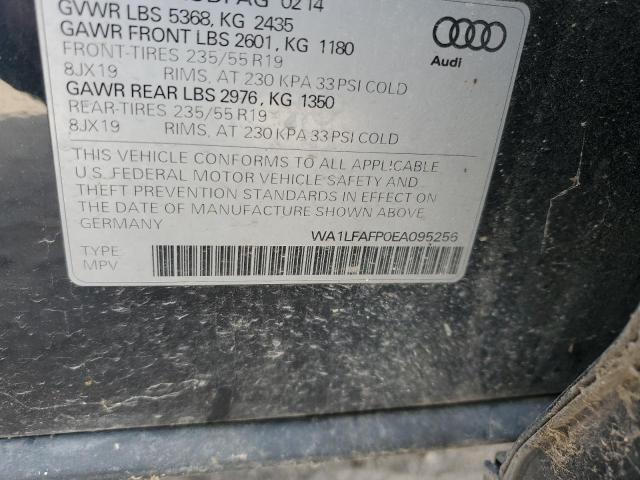 AG 02 14
GVWR LBS 5368, KG 2435
GAWR FRONT LBS 2601, KG 1180
FRONT-TIRES 235/55 R19
8JX19 RIMS, AT 230 KPA 33 PSI COLD
GAWR REAR LBS 2976, KG 1350
REAR-TIRES 235/55 R19
8JX19 RIMS, AT 230 KPA 33 PSI COLD
Audi
THIS VEHICLE CONFORMS TO ALL APPLICABLE
U.S. FEDERAL MOTOR VEHICLE SAFETY AND
THEFT PREVENTION STANDARDS IN EFFECT ON
THE DATE OF MANUFACTURE SHOWN ABOVE
GERMANY
WA1LFAFP0EA095256
TYPE:
MPV